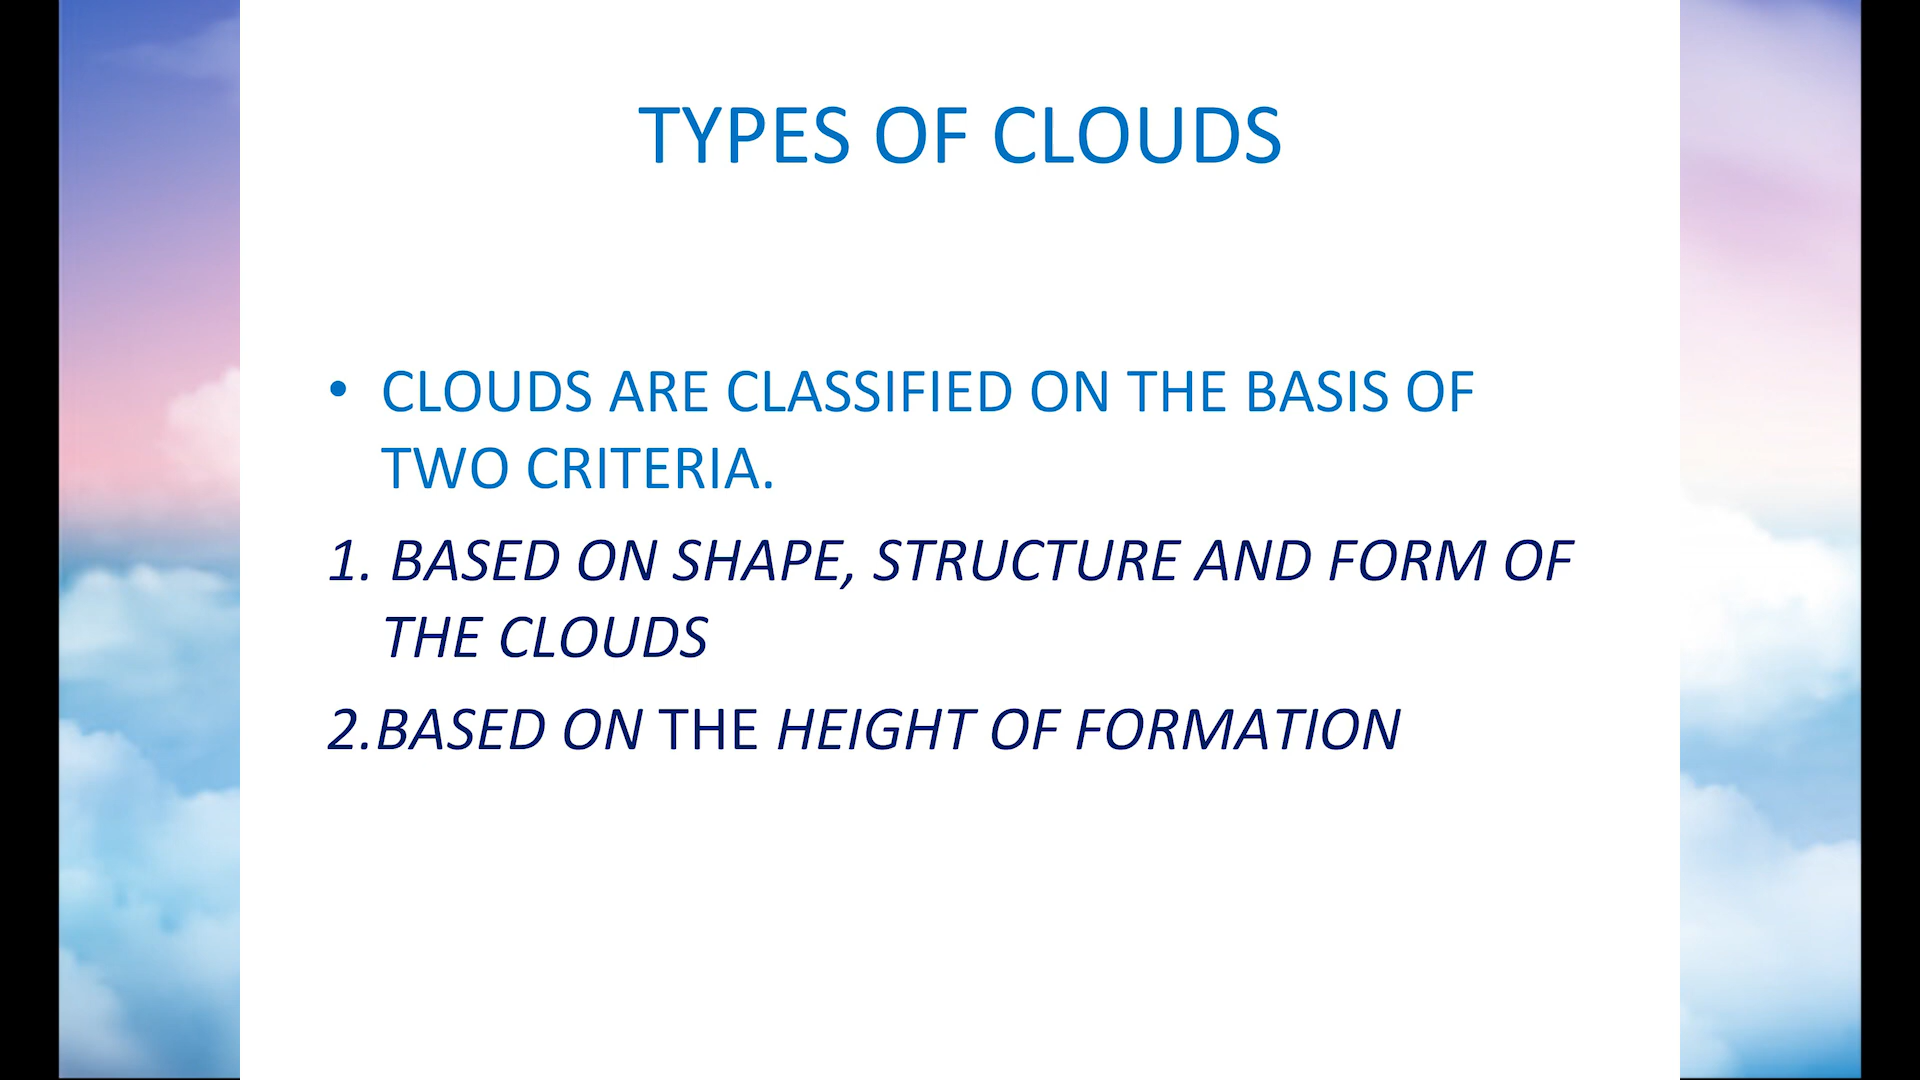 TYPES OF CLOUDS
• CLOUDS ARE CLASSIFIED ON THE BASIS OF
TWO CRITERIA.
1. BASED ON SHAPE, STRUCTURE AND FORM OF
THE CLOUDS
2.BASED ON THE HEIGHT OF FORMATION